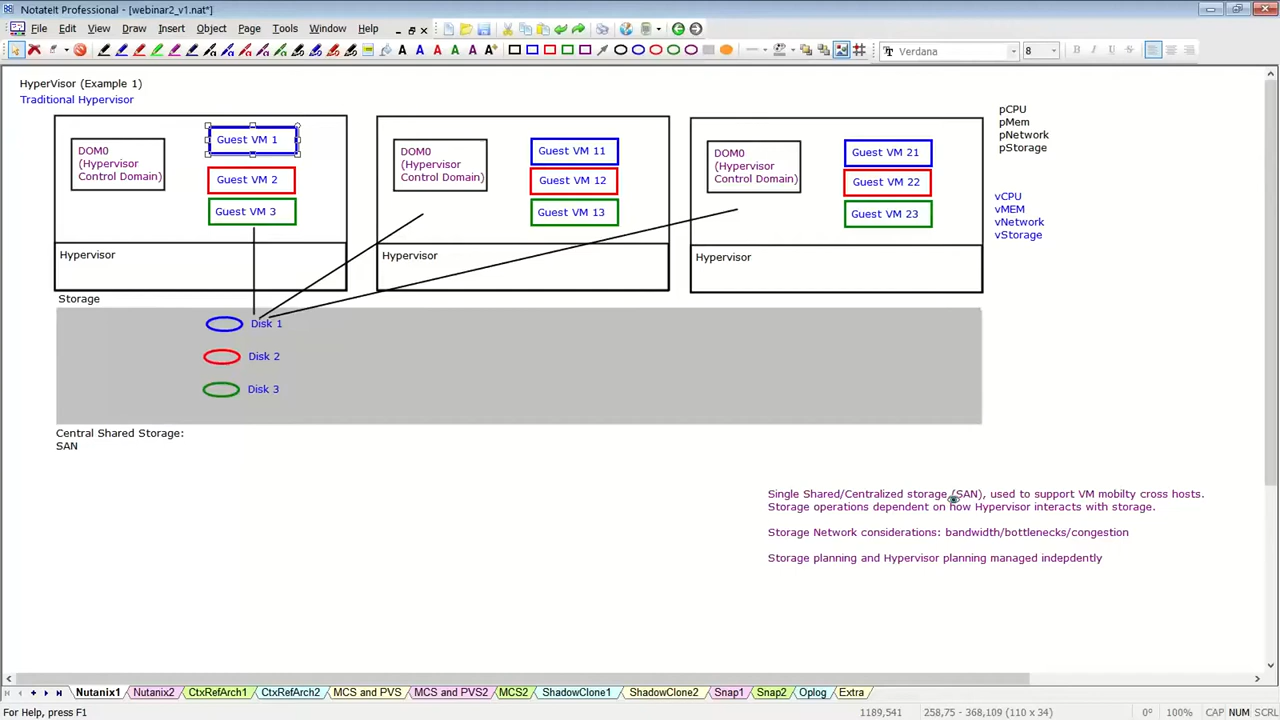 NotateIt Professional - [webinar2_v1.nat*]
File Edit View Draw Insert Object Page Tools Window Help
Verdana 8 B I U
HyperVisor (Example 1)
Traditional Hypervisor
DOM0
(Hypervisor
Control Domain)
Guest VM 1
Guest VM 2
Guest VM 3
Hypervisor
DOM0
(Hypervisor
Control Domain)
Guest VM 11
Guest VM 12
Guest VM 13
Hypervisor
DOM0
(Hypervisor
Control Domain)
Guest VM 21
Guest VM 22
Guest VM 23
Hypervisor
pCPU
pMem
pNetwork
pStorage
vCPU
vMEM
vNetwork
vStorage
Storage
Disk 1
Disk 2
Disk 3
Central Shared Storage:
SAN
Single Shared/Centralized storage (SAN), used to support VM mobilty cross hosts.
Storage operations dependent on how Hypervisor interacts with storage.
Storage Network considerations: bandwidth/bottlenecks/congestion
Storage planning and Hypervisor planning managed indepdently
Nutanix1 Nutanix2 CtxRefArch1 CtxRefArch2 MCS and PVS MCS and PVS2 MCS2 ShadowClone1 ShadowClone2 Snap1 Snap2 Oplog Extra
For Help, press F1 1189,541 258,75 - 368,109 (110 x 34) 0° 100% CAP NUM SCRL